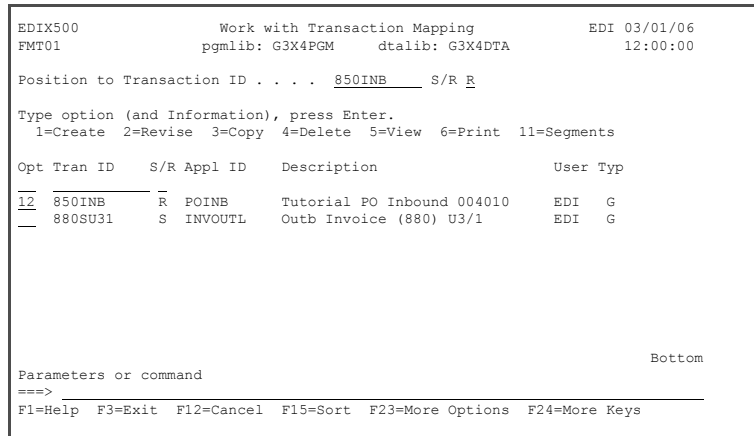 EDIX500 Work with Transaction Mapping EDI 03/01/06
FMT01 pgmlib: G3X4PGM dtalib: G3X4DTA 12:00:00
Position to Transaction ID . . . . 850INB S/R R
Type option (and Information), press Enter.
1=Create 2=Revise 3=Copy 4=Delete 5=View 6=Print 11=Segments
Opt Tran ID S/R Appl ID Description User Typ
12 850INB R POINB Tutorial PO Inbound 004010 EDI G
880SU31 S INVOUTL Outb Invoice (880) U3/1 EDI G
Bottom
Parameters or command
===>
F1=Help F3=Exit F12=Cancel F15=Sort F23=More Options F24=More Keys